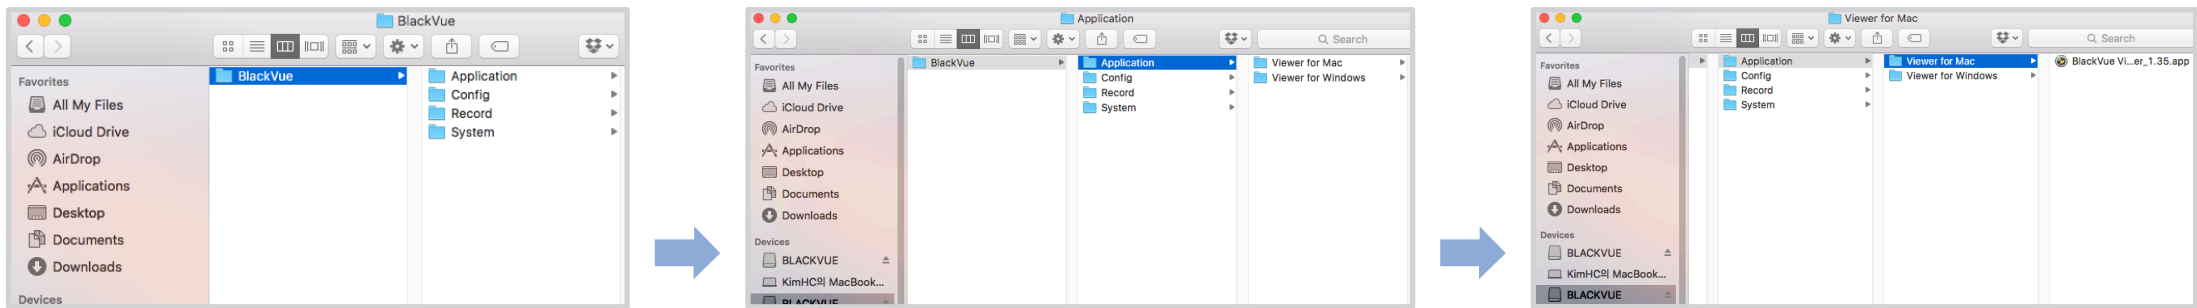 BlackVue
Favorites
All My Files
iCloud Drive
AirDrop
Applications
Desktop
Documents
Downloads
Devices
BlackVue
Application
Config
Record
System
Application
Search
Favorites
All My Files
iCloud Drive
AirDrop
Applications
Desktop
Documents
Downloads
Devices
BLACKVUE
KimHC의 MacBook...
BLACKVUE
BlackVue
Application
Config
Record
System
Viewer for Mac
Viewer for Windows
Viewer for Mac
Search
Favorites
All My Files
iCloud Drive
AirDrop
Applications
Desktop
Documents
Downloads
Devices
BLACKVUE
KimHC의 MacBook...
BLACKVUE
Application
Config
Record
System
Viewer for Mac
Viewer for Windows
BlackVue Vi...er_1.35.app